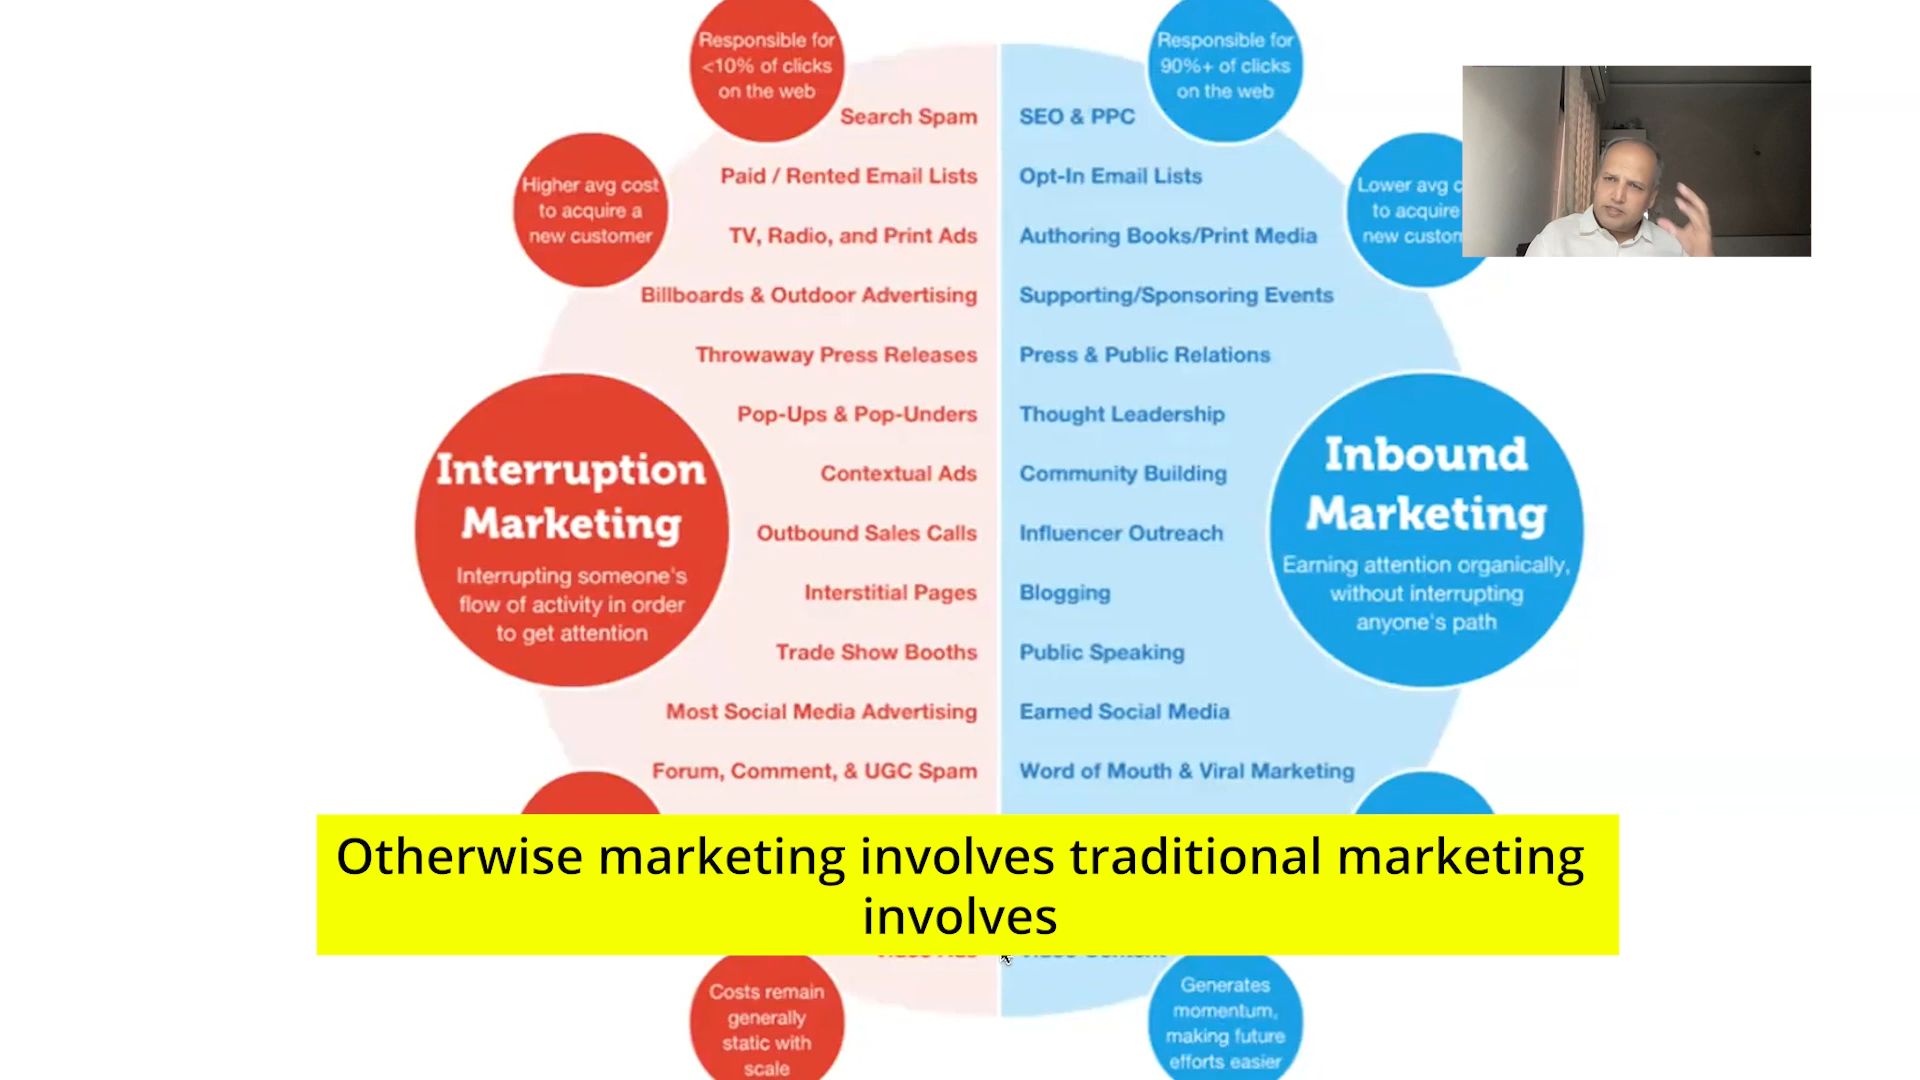 Responsible for
<10% of clicks
on the web
Responsible for
90%+ of clicks
on the web
Higher avg cost
to acquire a
new customer
Lower avg
to acquire
new
Search Spam
SEO & PPC
Paid / Rented Email Lists
Opt-In Email Lists
TV, Radio, and Print Ads
Authoring Books/Print Media
Billboards & Outdoor Advertising
Supporting/Sponsoring Events
Throwaway Press Releases
Press & Public Relations
Pop-Ups & Pop-Unders
Thought Leadership
Contextual Ads
Community Building
Outbound Sales Calls
Influencer Outreach
Interstitial Pages
Blogging
Trade Show Booths
Public Speaking
Most Social Media Advertising
Earned Social Media
Forum, Comment, & UGC Spam
Word of Mouth & Viral Marketing
Interruption
Marketing
Interrupting someone's
flow of activity in order
to get attention
Inbound
Marketing
Earning attention organically,
without interrupting
anyone's path
Otherwise marketing involves traditional marketing
involves
Costs remain
generally
static with
scale
Generates
momentum,
making future
efforts easier